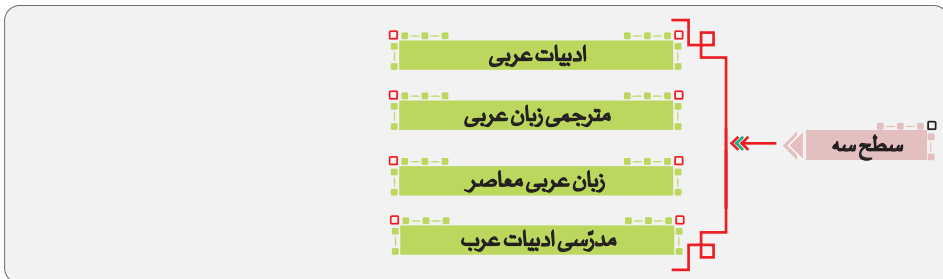 سطح سه
ادبیات عربی
مترجمی زبان عربی
زبان عربی معاصر
مدرّسی ادبیات عرب